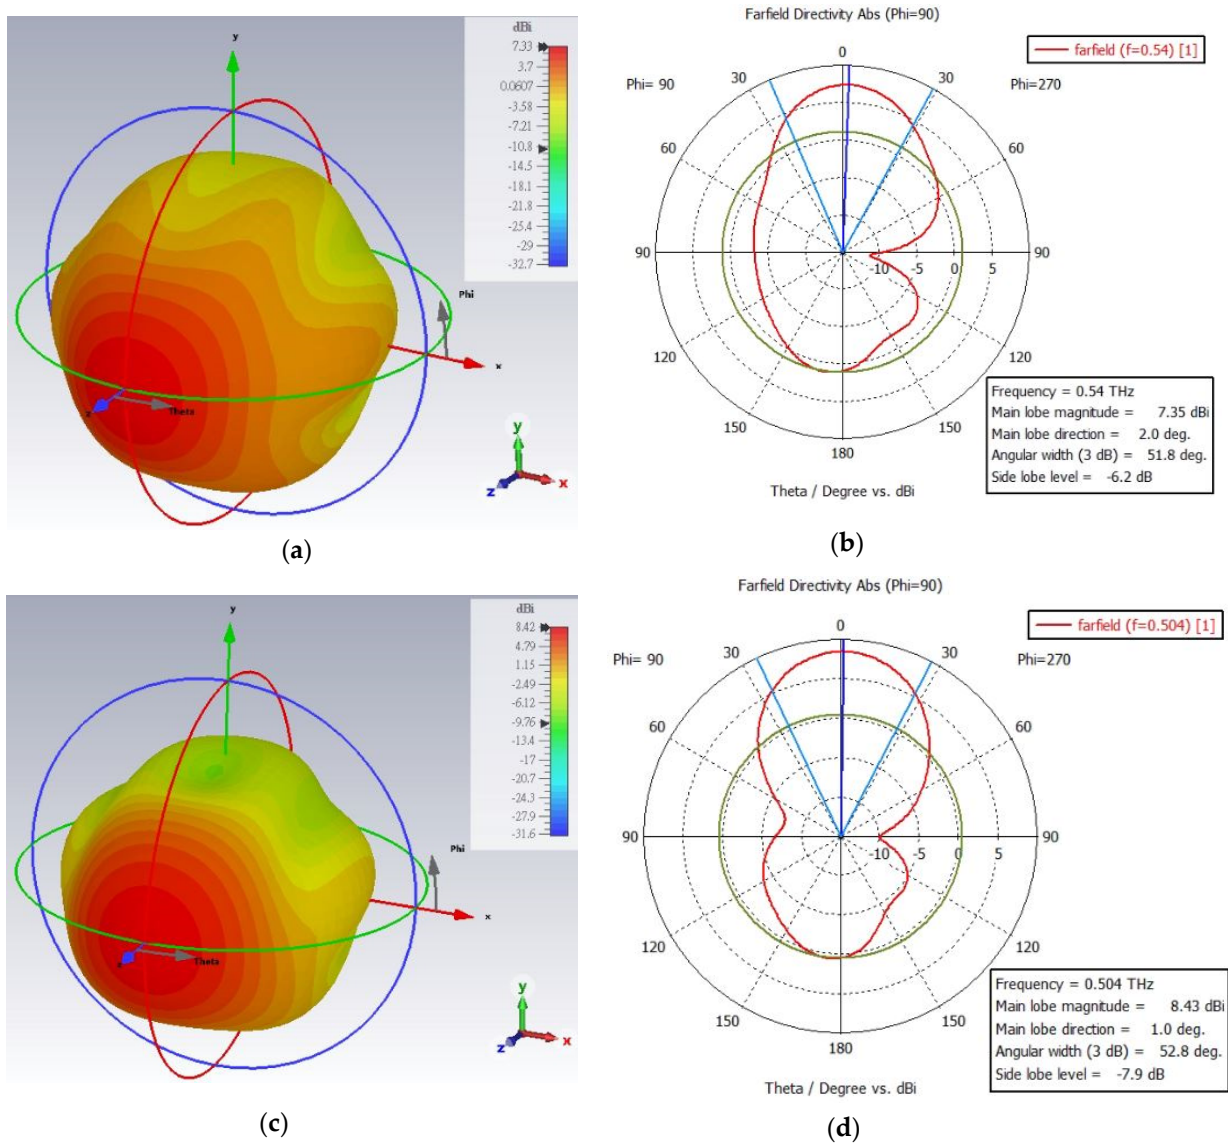 dBi
7.33
3.7
0.0607
-3.58
-7.21
-10.8
-14.5
-18.1
-21.8
-25.4
-29
-32.7
y
Phi
x
z
Theta
y
z
x
(a)
Farfield Directivity Abs (Phi=90)
farfield (f=0.54) [1]
0
30
30
Phi= 90
Phi=270
60
60
90
-10
-5
0
5
90
120
120
150
150
180
Theta / Degree vs. dBi
Frequency = 0.54 THz
Main lobe magnitude = 7.35 dBi
Main lobe direction = 2.0 deg.
Angular width (3 dB) = 51.8 deg.
Side lobe level = -6.2 dB
(b)
dBi
8.42
4.79
1.15
-2.49
-6.12
-9.76
-13.4
-17
-20.7
-24.3
-27.9
-31.6
y
Phi
x
z
Theta
y
z
x
(c)
Farfield Directivity Abs (Phi=90)
farfield (f=0.504) [1]
0
30
30
Phi= 90
Phi=270
60
60
90
-10
-5
0
5
90
120
120
150
150
180
Theta / Degree vs. dBi
Frequency = 0.504 THz
Main lobe magnitude = 8.43 dBi
Main lobe direction = 1.0 deg.
Angular width (3 dB) = 52.8 deg.
Side lobe level = -7.9 dB
(d)